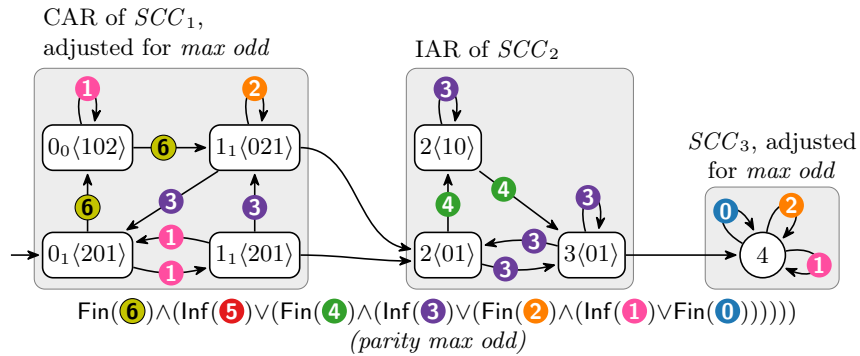 CAR of SCC₁,
adjusted for max odd
IAR of SCC₂
SCC₃, adjusted
for max odd
1 2 3
0₀⟨102⟩ 6 1₁⟨021⟩ 2⟨10⟩
6 3 3 4 4 3 0 2
0₁⟨201⟩ 1 1 1₁⟨201⟩ 2⟨01⟩ 3 3 3⟨01⟩ 4 1
Fin(6)∧(Inf(5)∨(Fin(4)∧(Inf(3)∨(Fin(2)∧(Inf(1)∨Fin(0))))))
(parity max odd)